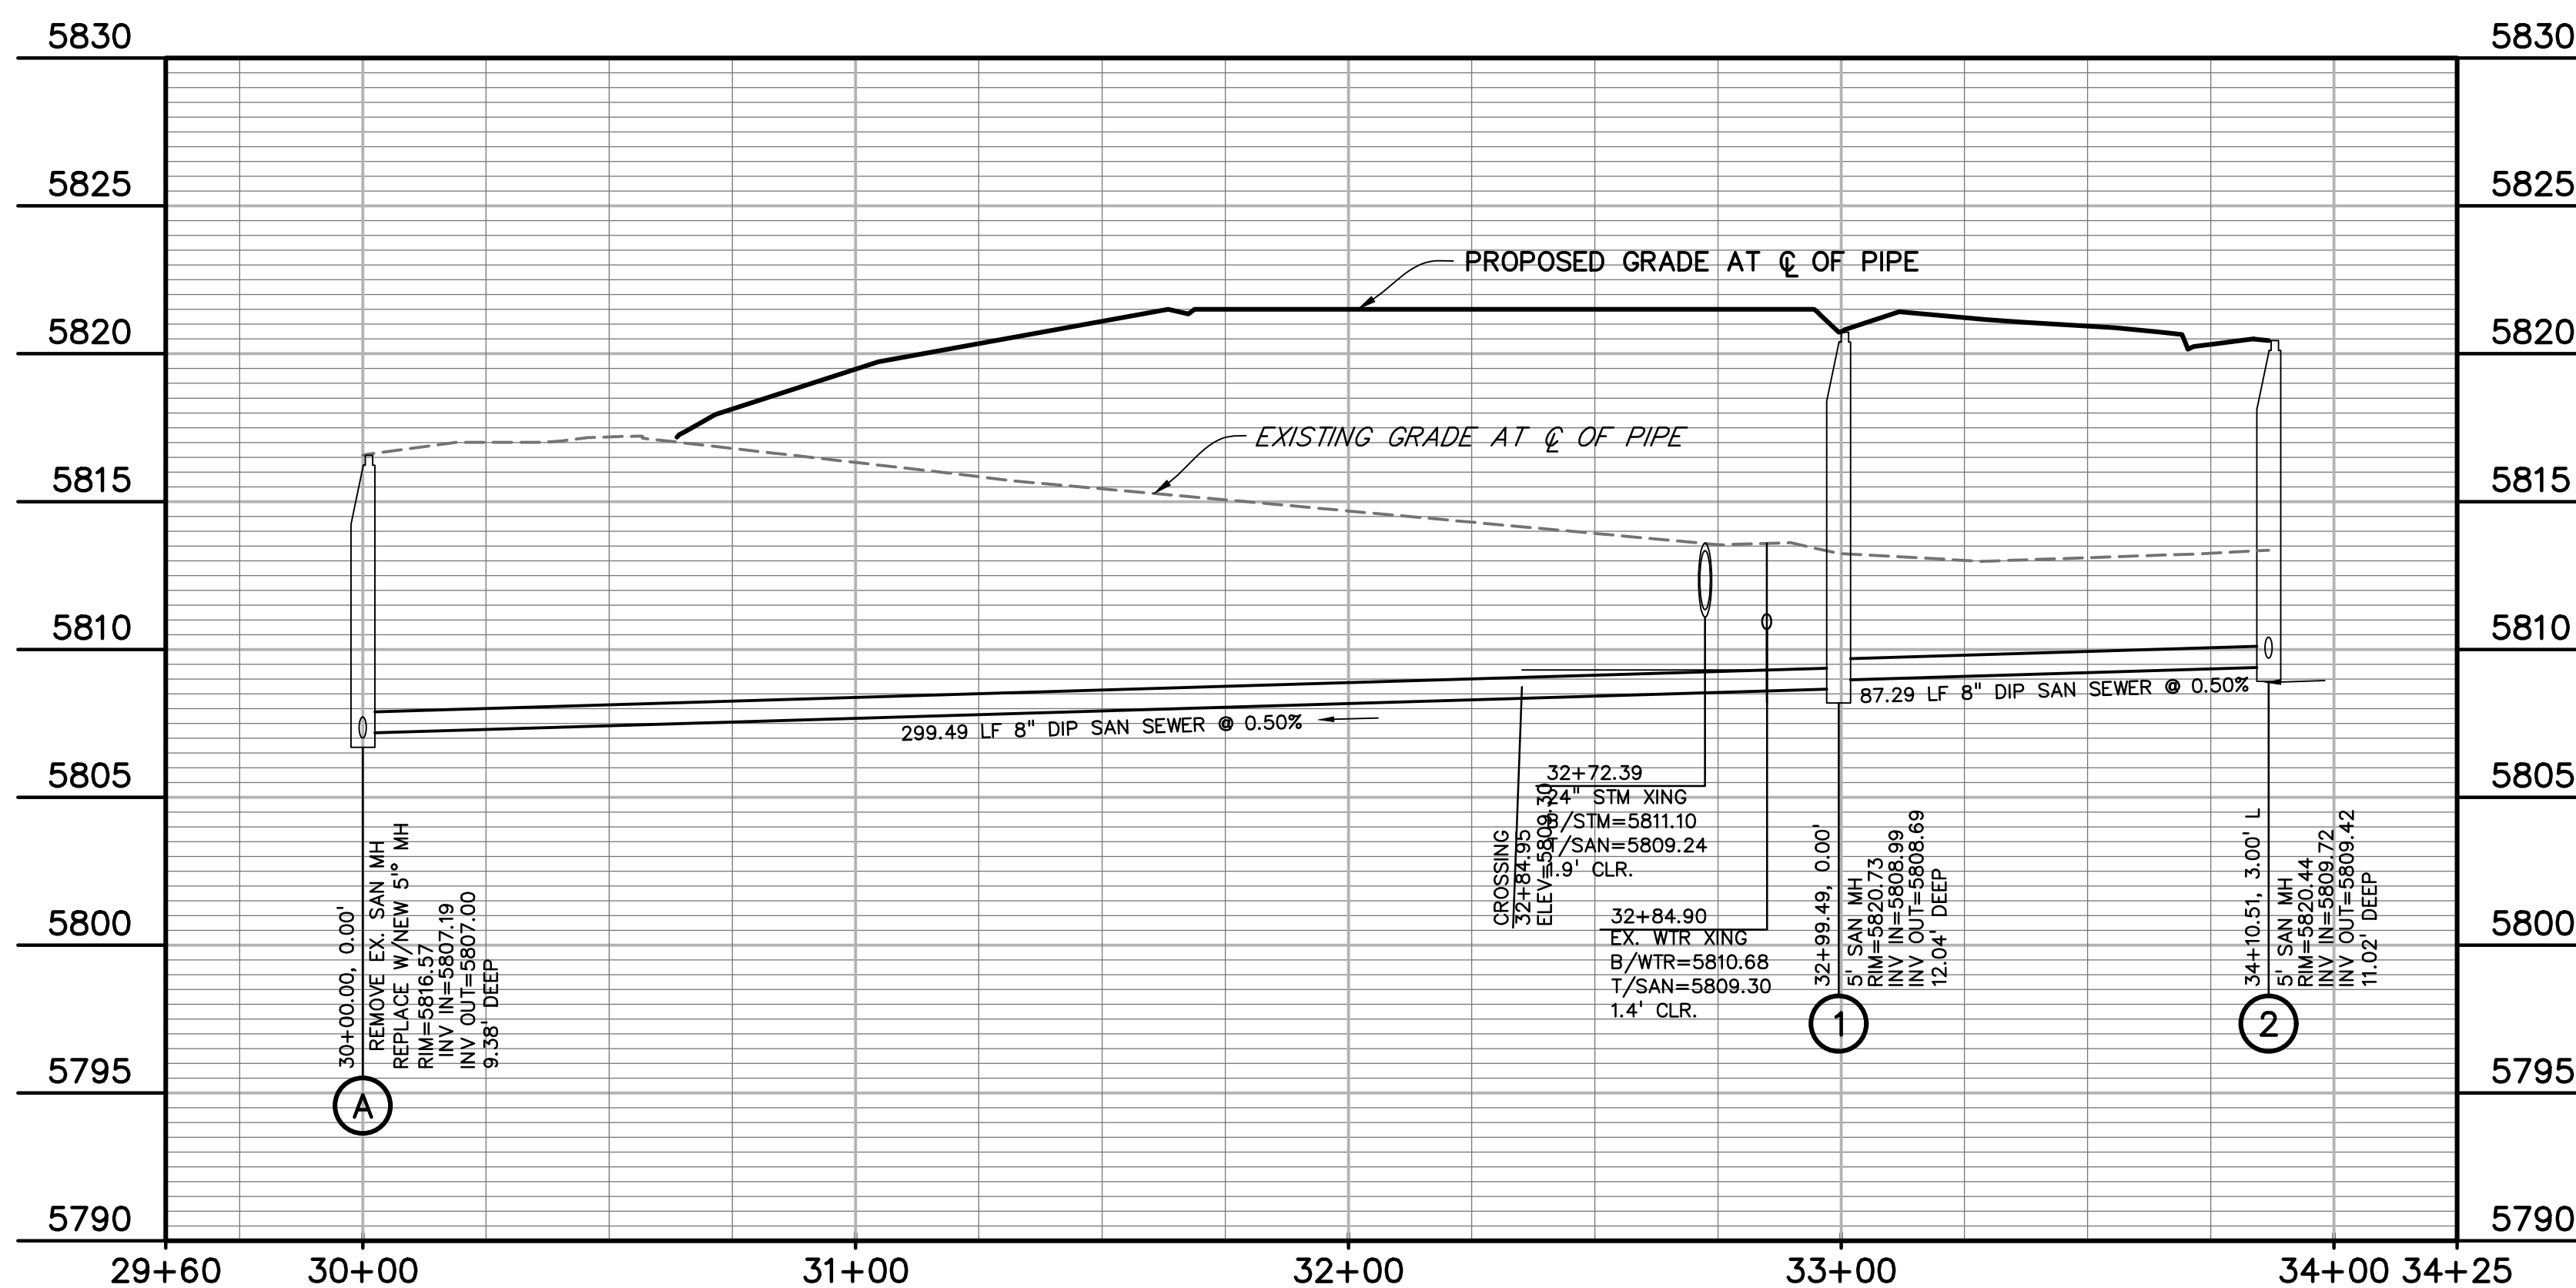 5830
5825
5820
5815
5810
5805
5800
5795
5790
5830
5825
5820
5815
5810
5805
5800
5795
5790
PROPOSED GRADE AT ℄ OF PIPE
EXISTING GRADE AT ℄ OF PIPE
299.49 LF 8" DIP SAN SEWER @ 0.50%
87.29 LF 8" DIP SAN SEWER @ 0.50%
30+00.00, 0.00'
REMOVE EX. SAN MH
REPLACE W/NEW 5'° MH
RIM=5816.57
INV IN=5807.19
INV OUT=5807.00
9.38' DEEP
A
CROSSING
32+84.95
ELEV=5809.30
32+72.39
24" STM XING
B/STM=5811.10
T/SAN=5809.24
1.9' CLR.
32+84.90
EX. WTR XING
B/WTR=5810.68
T/SAN=5809.30
1.4' CLR.
32+99.49, 0.00'
5' SAN MH
RIM=5820.73
INV IN=5808.99
INV OUT=5808.69
12.04' DEEP
1
34+10.51, 3.00' L
5' SAN MH
RIM=5820.44
INV IN=5809.72
INV OUT=5809.42
11.02' DEEP
2
29+60 30+00 31+00 32+00 33+00 34+00 34+25